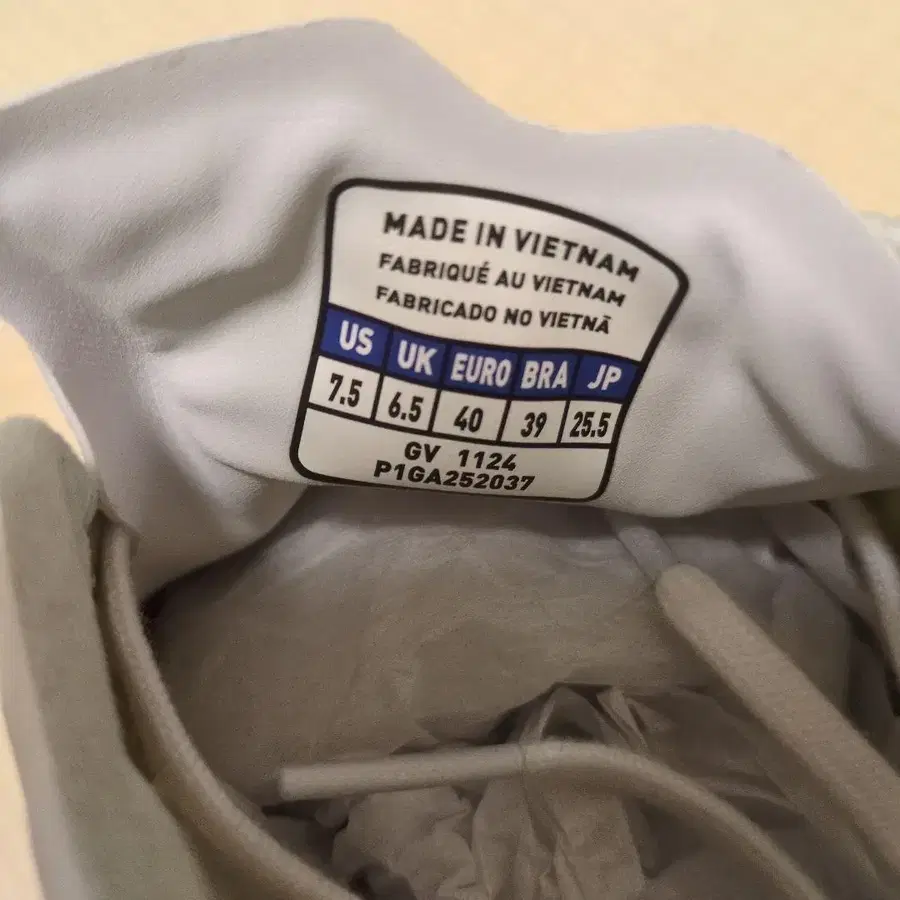 MADE IN VIETNAM
FABRIQUÉ AU VIETNAM
FABRICADO NO VIETNÃ
US UK EURO BRA JP
7.5 6.5 40 39 25.5
GV 1124
P1GA252037